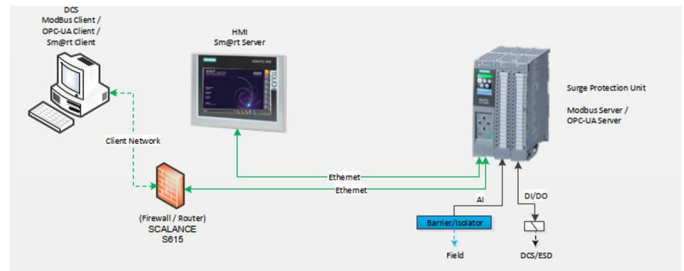 DCS
ModBus Client /
OPC-UA Client /
Sm@rt Client
HMI
Sm@rt Server
SIEMENS
Surge Protection Unit
Modbus Server /
OPC-UA Server
Client Network
Ethernet
Ethernet
(Firewall / Router)
SCALANCE
S615
AI
DI/DO
Barrier/Isolator
Field
DCS/ESD